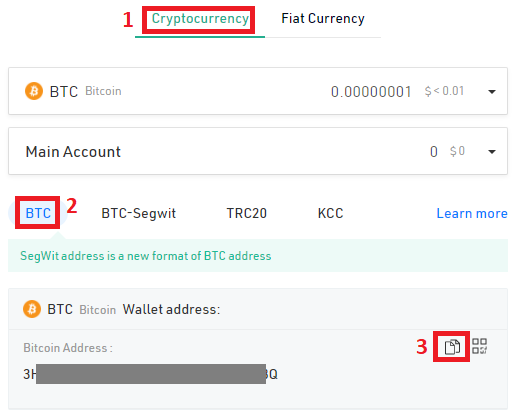 1 Cryptocurrency Fiat Currency
BTC Bitcoin 0.00000001 $ < 0.01
Main Account 0 $ 0
BTC 2 BTC-Segwit TRC20 KCC Learn more
SegWit address is a new format of BTC address
BTC Bitcoin Wallet address:
Bitcoin Address : 3
3H Q